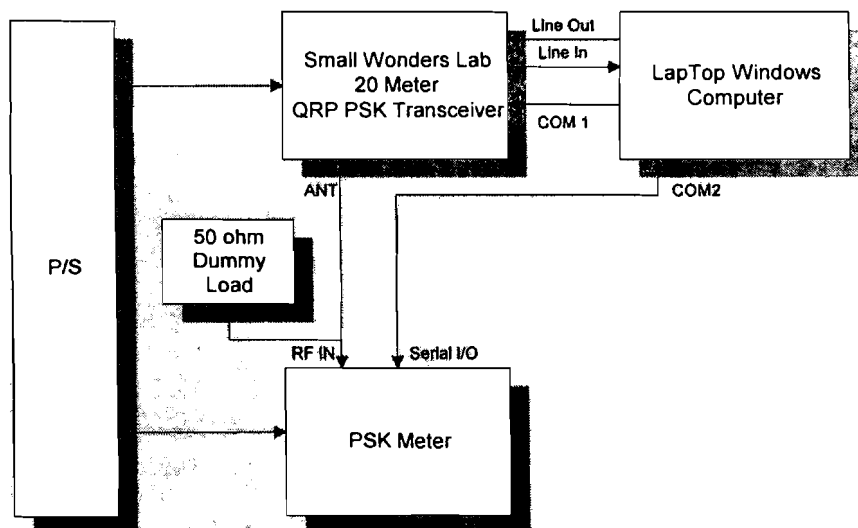 Small Wonders Lab
20 Meter
QRP PSK Transceiver
Line Out
Line In
COM 1
LapTop Windows
Computer
ANT
COM2
50 ohm
Dummy
Load
P/S
RF IN
Serial I/O
PSK Meter